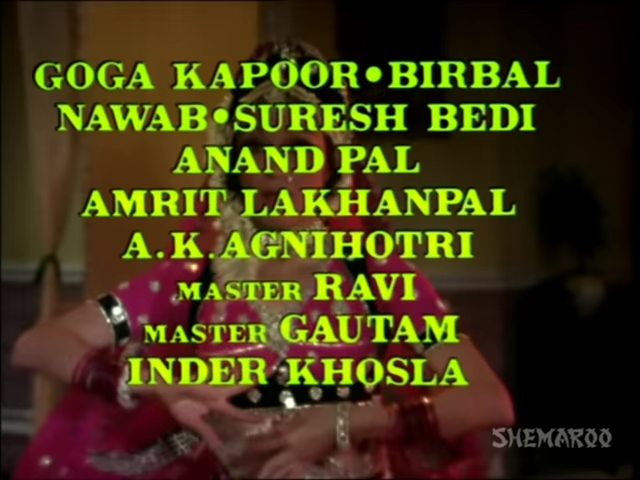 GOGA KAPOOR•BIRBAL
NAWAB•SURESH BEDI
ANAND PAL
AMRIT LAKHANPAL
A.K.AGNIHOTRI
MASTER RAVI
MASTER GAUTAM
INDER KHOSLA
SHEMAROO